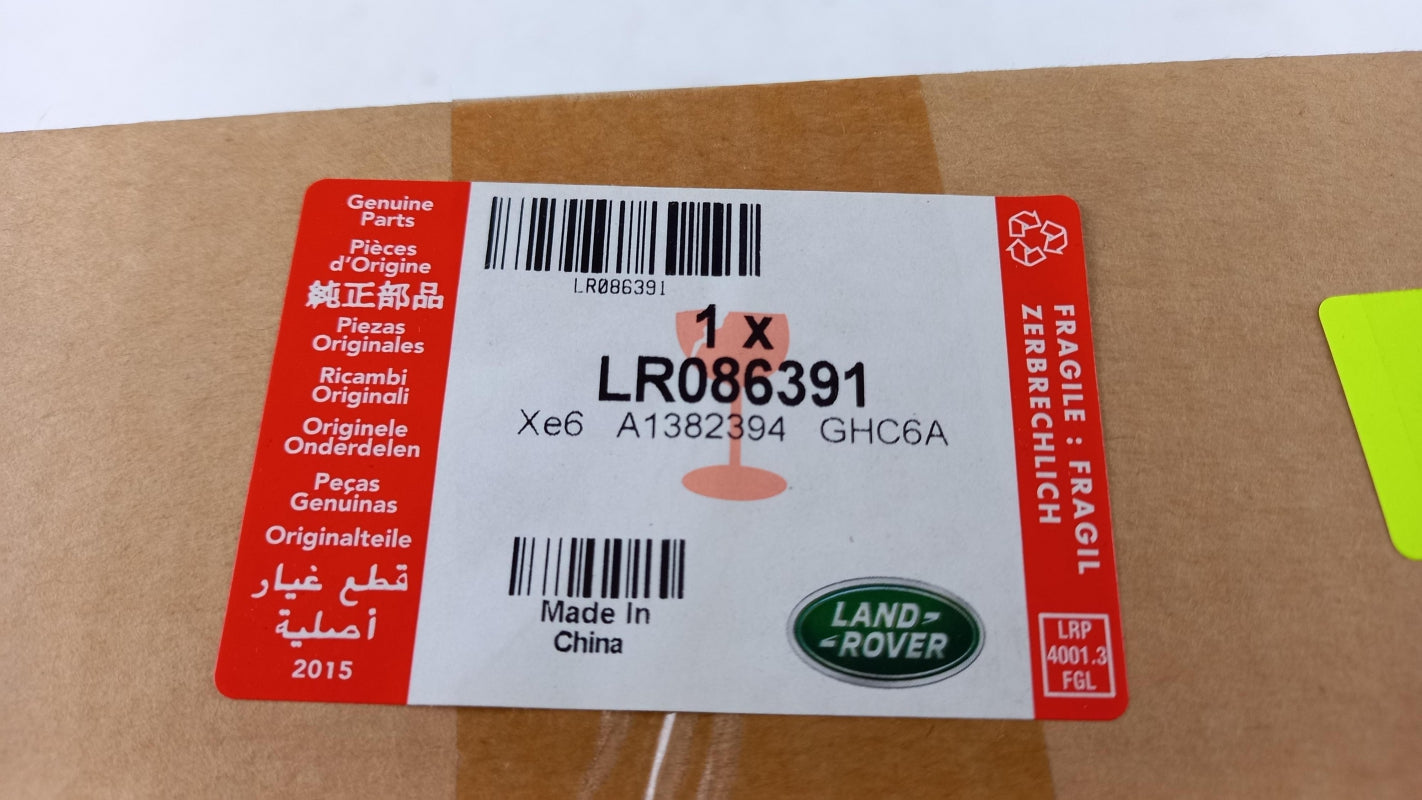 Genuine
Parts
Pièces
d'Origine
純正部品
Piezas
Originales
Ricambi
Originali
Originele
Onderdelen
Peças
Genuinas
Originalteile
قطع غيار
أصلية
2015
LR086391
1 x
LR086391
Xe6 A1382394 GHC6A
Made In
China
LAND-
-ROVER
FRAGILE : FRAGIL
ZERBRECHLICH
LRP
4001.3
FGL